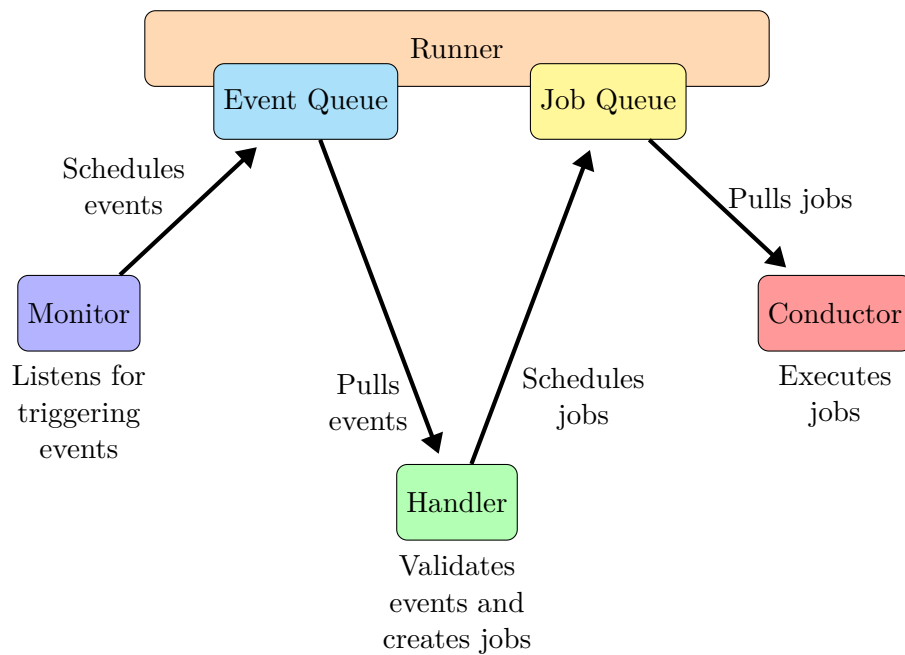 Runner
Event Queue
Job Queue
Schedules
events
Pulls jobs
Monitor
Conductor
Listens for
triggering
events
Pulls
events
Schedules
jobs
Executes
jobs
Handler
Validates
events and
creates jobs